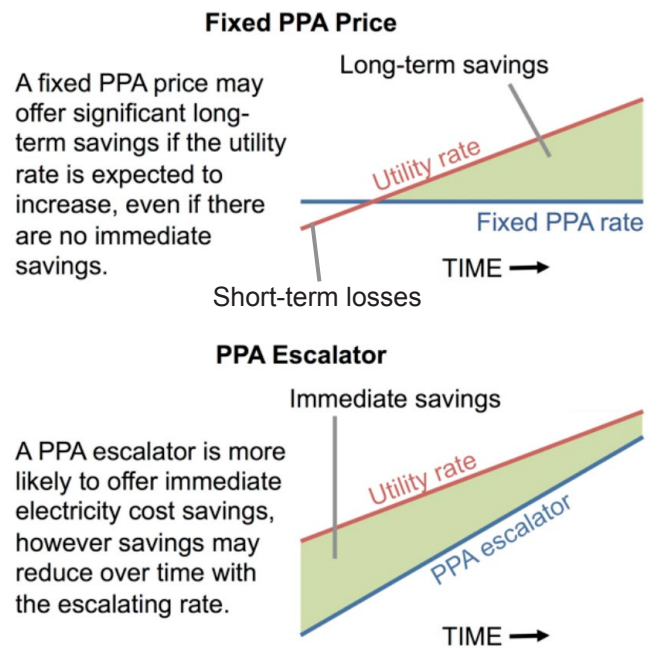 Fixed PPA Price
A fixed PPA price may
offer significant long-
term savings if the utility
rate is expected to
increase, even if there
are no immediate
savings.
Long-term savings
Utility rate
Fixed PPA rate
TIME
Short-term losses
PPA Escalator
Immediate savings
A PPA escalator is more
likely to offer immediate
electricity cost savings,
however savings may
reduce over time with
the escalating rate.
Utility rate
PPA escalator
TIME